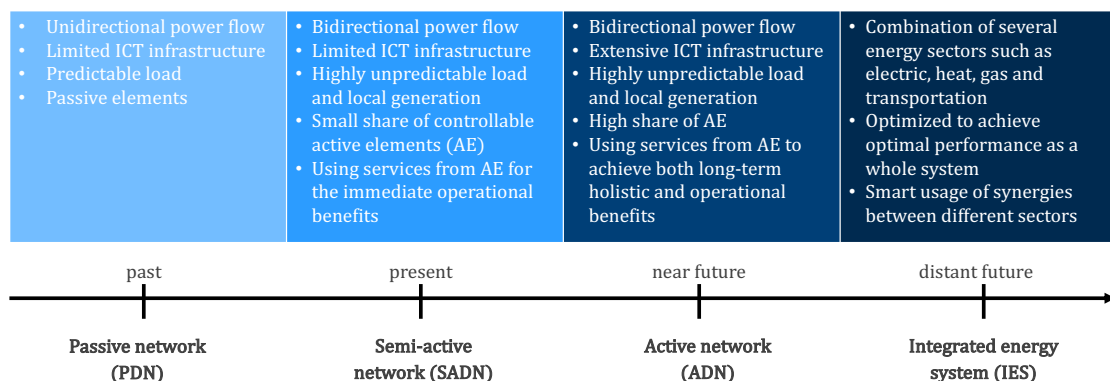 • Unidirectional power flow
• Limited ICT infrastructure
• Predictable load
• Passive elements
• Bidirectional power flow
• Limited ICT infrastructure
• Highly unpredictable load
and local generation
• Small share of controllable
active elements (AE)
• Using services from AE for
the immediate operational
benefits
• Bidirectional power flow
• Extensive ICT infrastructure
• Highly unpredictable load
and local generation
• High share of AE
• Using services from AE to
achieve both long-term
holistic and operational
benefits
• Combination of several
energy sectors such as
electric, heat, gas and
transportation
• Optimized to achieve
optimal performance as a
whole system
• Smart usage of synergies
between different sectors
past
present
near future
distant future
Passive network
(PDN)
Semi-active
network (SADN)
Active network
(ADN)
Integrated energy
system (IES)